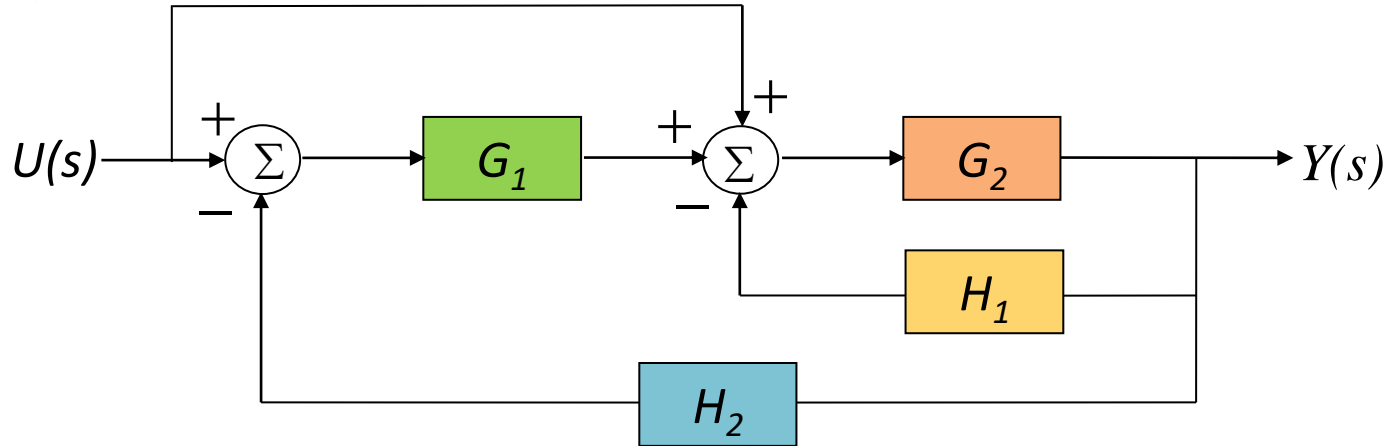 + + +
U(s) Σ G₁ Σ G₂ Y(s)
− −
H₁
H₂